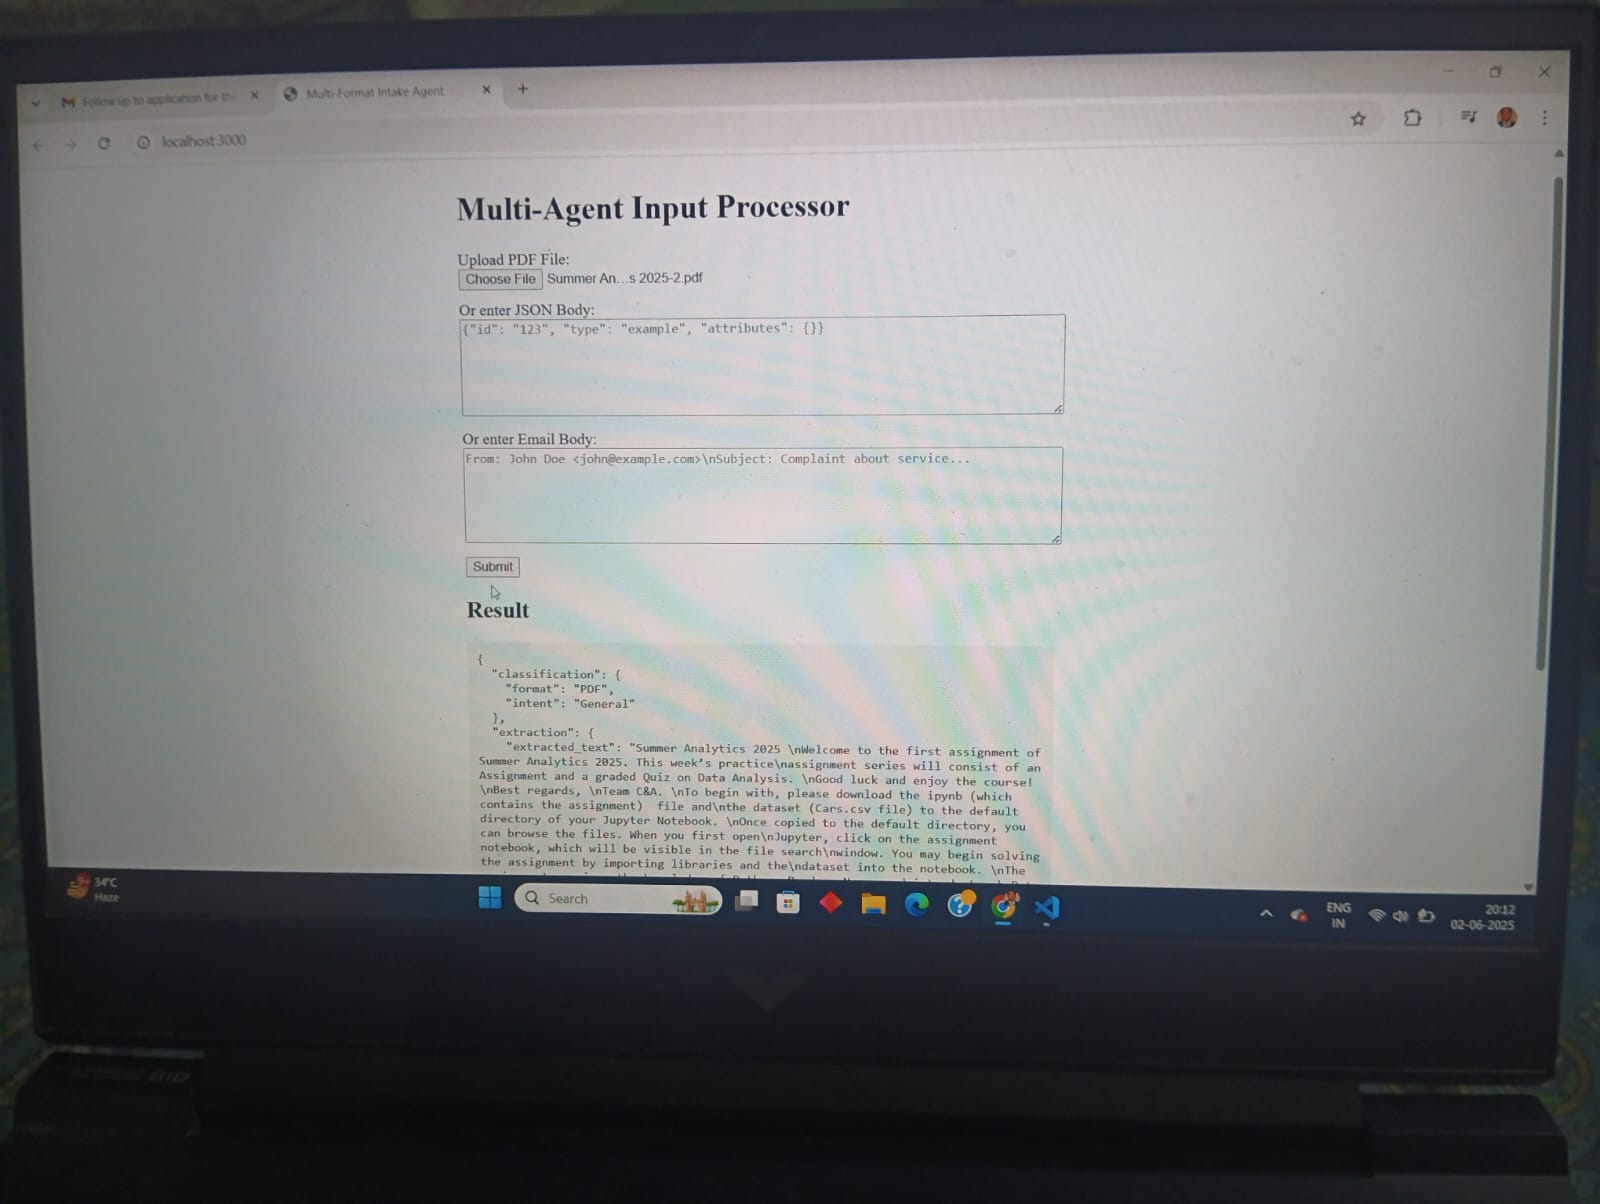 Follow up to application for th
Multi-Format Intake Agent
localhost:3000
Multi-Agent Input Processor
Upload PDF File:
Choose File Summer An...s 2025-2.pdf
Or enter JSON Body:
{"id": "123", "type": "example", "attributes": {}}
Or enter Email Body:
From: John Doe <john@example.com>\nSubject: Complaint about service...
Submit
Result
{
"classification": {
"format": "PDF",
"intent": "General"
},
"extraction": {
"extracted_text": "Summer Analytics 2025 \nWelcome to the first assignment of
Summer Analytics 2025. This week's practice\nassignment series will consist of an
Assignment and a graded Quiz on Data Analysis. \nGood luck and enjoy the course!
\nBest regards, \nTeam C&A. \nTo begin with, please download the ipynb (which
contains the assignment)  file and\nthe dataset (Cars.csv file) to the default
directory of your Jupyter Notebook. \nOnce copied to the default directory, you
can browse the files. When you first open\nJupyter, click on the assignment
notebook, which will be visible in the file search\nwindow. You may begin solving
the assignment by importing libraries and the\ndataset into the notebook. \nThe
34°C
Haze
Search
ENG
IN
20:12
02-06-2025